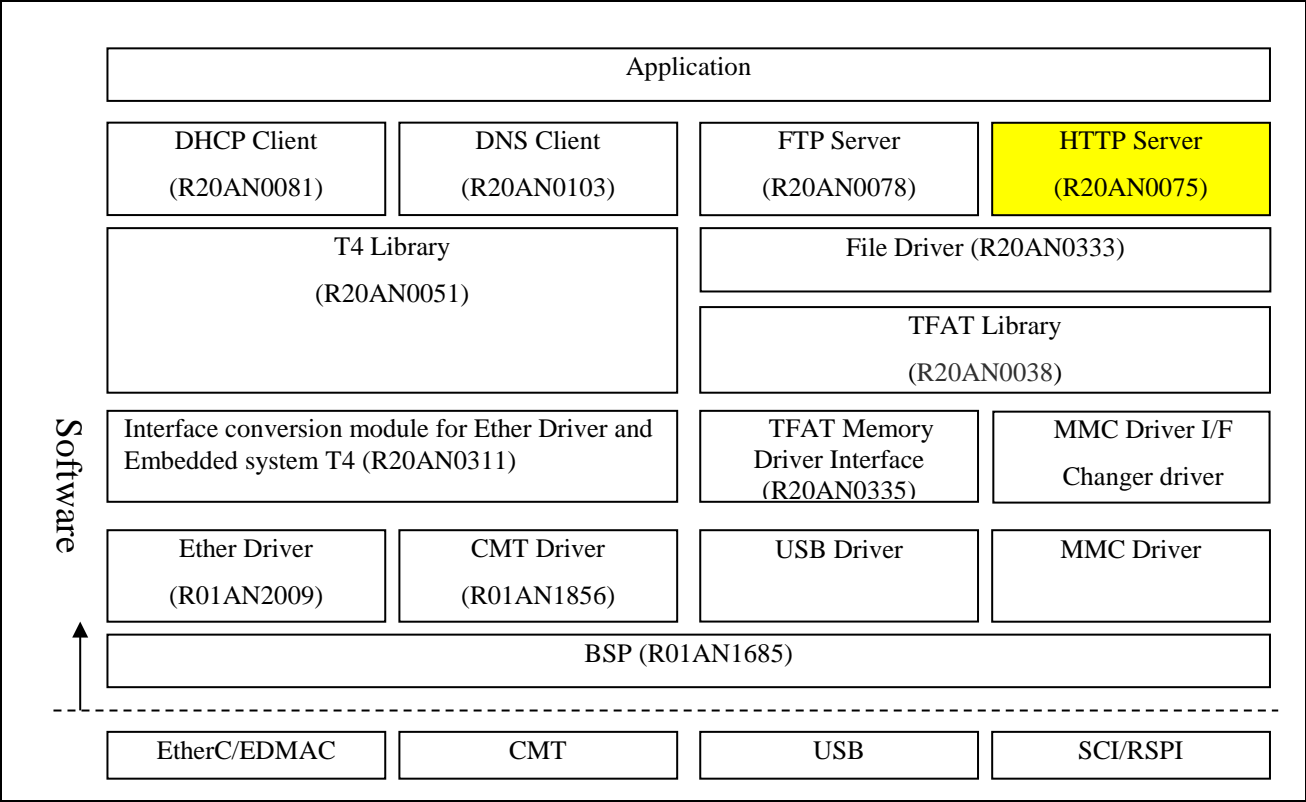 Application
DHCP Client
(R20AN0081)
DNS Client
(R20AN0103)
FTP Server
(R20AN0078)
HTTP Server
(R20AN0075)
T4 Library
(R20AN0051)
File Driver (R20AN0333)
TFAT Library
(R20AN0038)
Interface conversion module for Ether Driver and
Embedded system T4 (R20AN0311)
TFAT Memory
Driver Interface
(R20AN0335)
MMC Driver I/F
Changer driver
Software
Ether Driver
(R01AN2009)
CMT Driver
(R01AN1856)
USB Driver
MMC Driver
BSP (R01AN1685)
EtherC/EDMAC
CMT
USB
SCI/RSPI